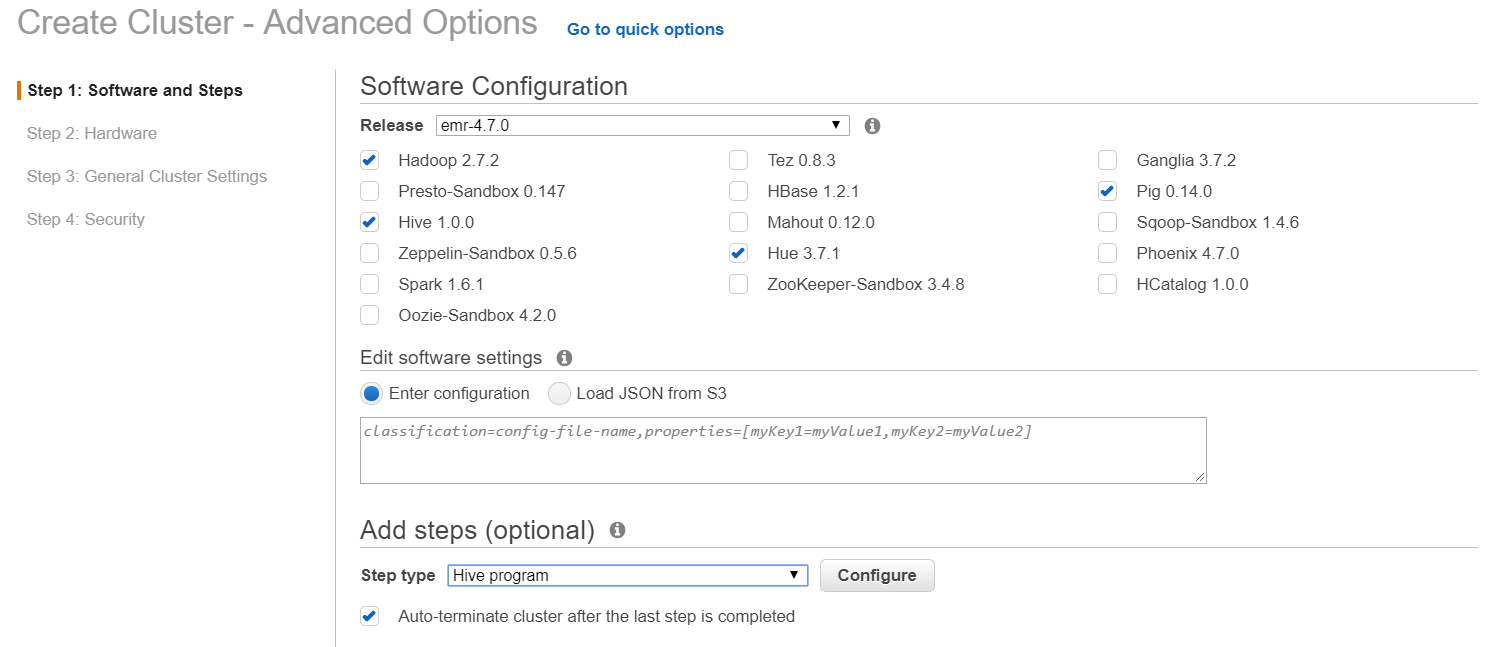 Create Cluster - Advanced Options Go to quick options
Step 1: Software and Steps
Step 2: Hardware
Step 3: General Cluster Settings
Step 4: Security
Software Configuration
Release emr-4.7.0
Hadoop 2.7.2 Tez 0.8.3 Ganglia 3.7.2
Presto-Sandbox 0.147 HBase 1.2.1 Pig 0.14.0
Hive 1.0.0 Mahout 0.12.0 Sqoop-Sandbox 1.4.6
Zeppelin-Sandbox 0.5.6 Hue 3.7.1 Phoenix 4.7.0
Spark 1.6.1 ZooKeeper-Sandbox 3.4.8 HCatalog 1.0.0
Oozie-Sandbox 4.2.0
Edit software settings
Enter configuration Load JSON from S3
classification=config-file-name,properties=[myKey1=myValue1,myKey2=myValue2]
Add steps (optional)
Step type Hive program Configure
Auto-terminate cluster after the last step is completed